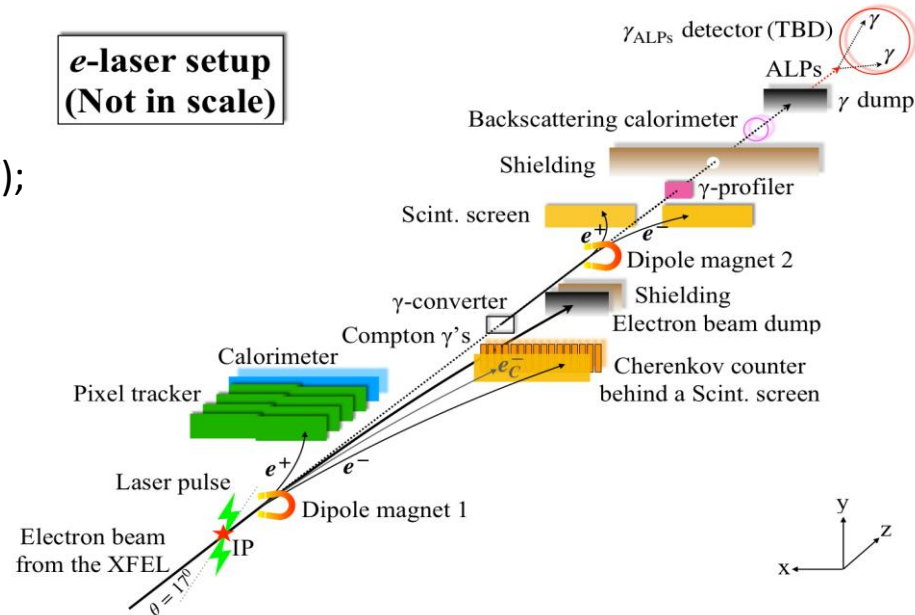 e-laser setup
(Not in scale)
);
γALPs detector (TBD)
γ
γ
ALPs
γ dump
Backscattering calorimeter
Shielding
γ-profiler
Scint. screen
e+
e−
Dipole magnet 2
γ-converter
Shielding
Electron beam dump
Compton γ's
Calorimeter
e−C
Cherenkov counter
behind a Scint. screen
Pixel tracker
e+
e−
Laser pulse
Dipole magnet 1
Electron beam
from the XFEL
IP
θ = 17⁰
y
z
x